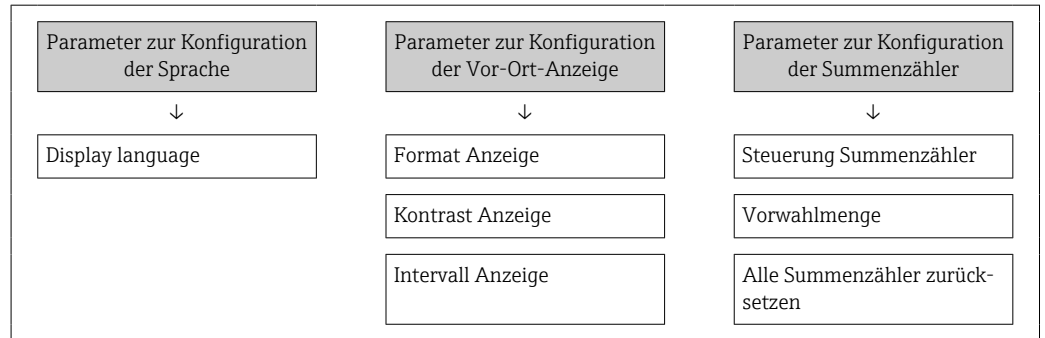 Parameter zur Konfiguration
der Sprache
↓
Display language
Parameter zur Konfiguration
der Vor-Ort-Anzeige
↓
Format Anzeige
Kontrast Anzeige
Intervall Anzeige
Parameter zur Konfiguration
der Summenzähler
↓
Steuerung Summenzähler
Vorwahlmenge
Alle Summenzähler zurück-
setzen